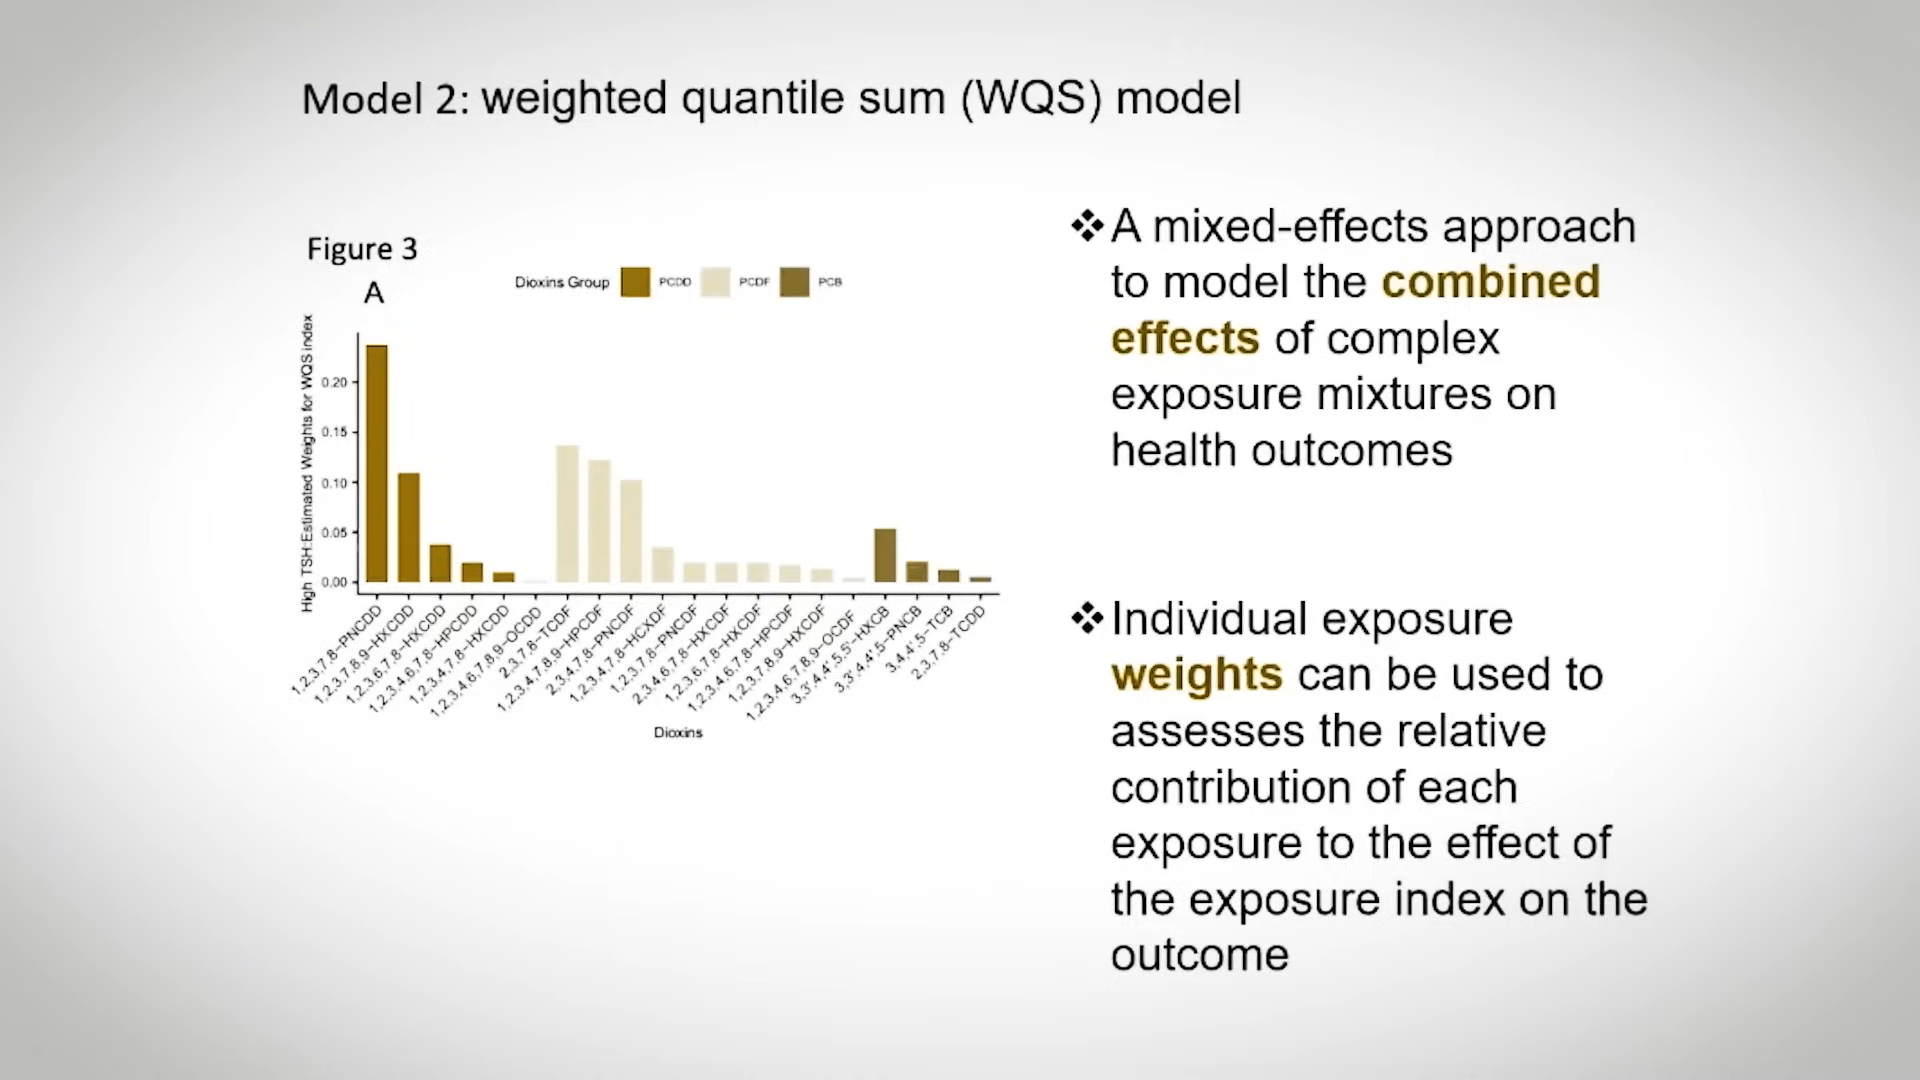 Model 2: weighted quantile sum (WQS) model
Figure 3
A
Dioxins Group PCDD PCDF PCB
High TSH:Estimated Weights for WQS index
0.20
0.15
0.10
0.05
0.00
1,2,3,7,8-PNCDD
1,2,3,7,8,9-HXCDD
1,2,3,6,7,8-HXCDD
1,2,3,4,6,7,8-HPCDD
1,2,3,4,7,8-HXCDD
1,2,3,4,6,7,8,9-OCDD
2,3,7,8-TCDF
1,2,3,4,7,8,9-HPCDF
2,3,4,7,8-PNCDF
1,2,3,4,7,8-HCXDF
1,2,3,7,8-PNCDF
2,3,4,6,7,8-HXCDF
1,2,3,6,7,8-HXCDF
1,2,3,4,6,7,8-HPCDF
1,2,3,7,8,9-HXCDF
1,2,3,4,6,7,8,9-OCDF
3,3',4,4',5,5'-HXCB
3,3',4,4',5-PNCB
3,4,4',5-TCB
2,3,7,8-TCDD
Dioxins
❖A mixed-effects approach
to model the combined
effects of complex
exposure mixtures on
health outcomes
❖Individual exposure
weights can be used to
assesses the relative
contribution of each
exposure to the effect of
the exposure index on the
outcome